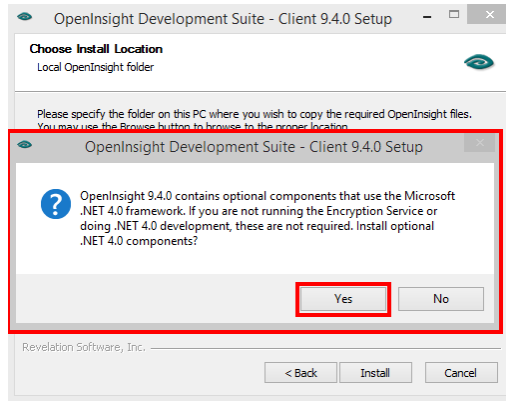 OpenInsight Development Suite - Client 9.4.0 Setup
Choose Install Location
Local OpenInsight folder
Please specify the folder on this PC where you wish to copy the required OpenInsight files.
You may use the Browse button to browse to the proper location.
OpenInsight Development Suite - Client 9.4.0 Setup
OpenInsight 9.4.0 contains optional components that use the Microsoft
.NET 4.0 framework. If you are not running the Encryption Service or
doing .NET 4.0 development, these are not required. Install optional
.NET 4.0 components?
Yes No
Revelation Software, Inc.
< Back Install Cancel